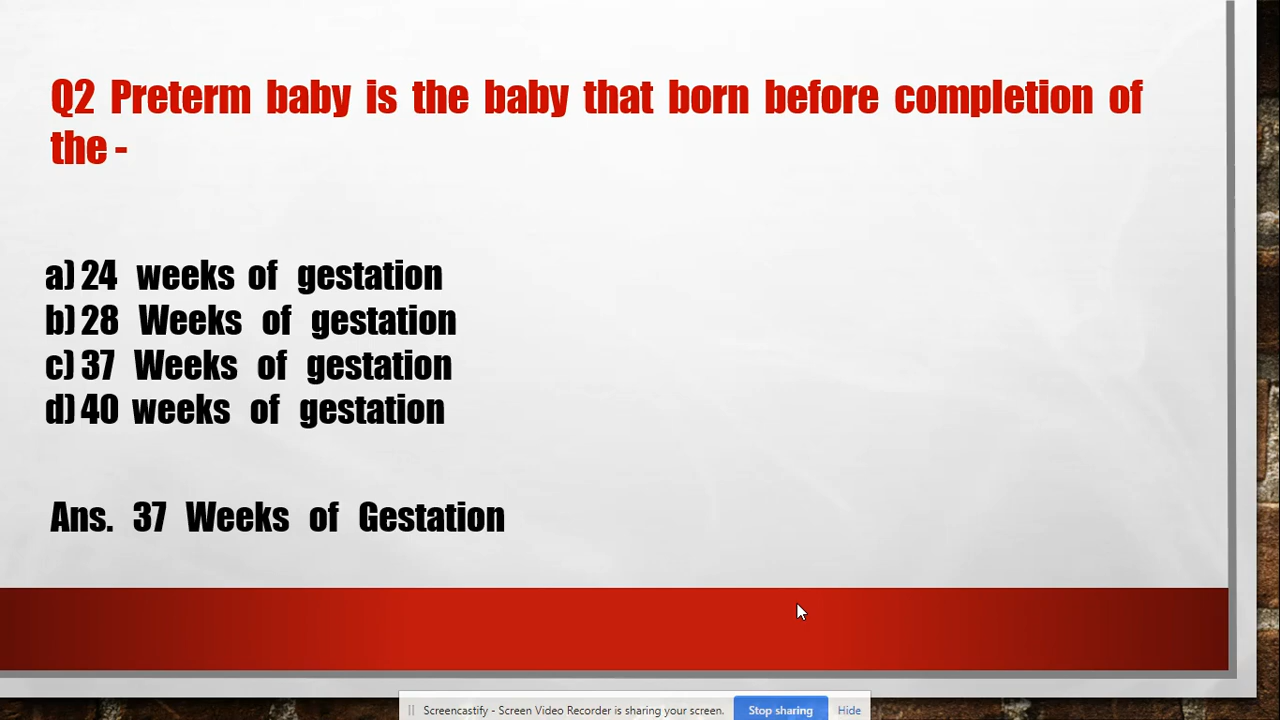 Q2 Preterm baby is the baby that born before completion of
the -
a) 24 weeks of gestation
b) 28 Weeks of gestation
c) 37 Weeks of gestation
d) 40 weeks of gestation
Ans. 37 Weeks of Gestation
Screencastify - Screen Video Recorder is sharing your screen. Stop sharing Hide